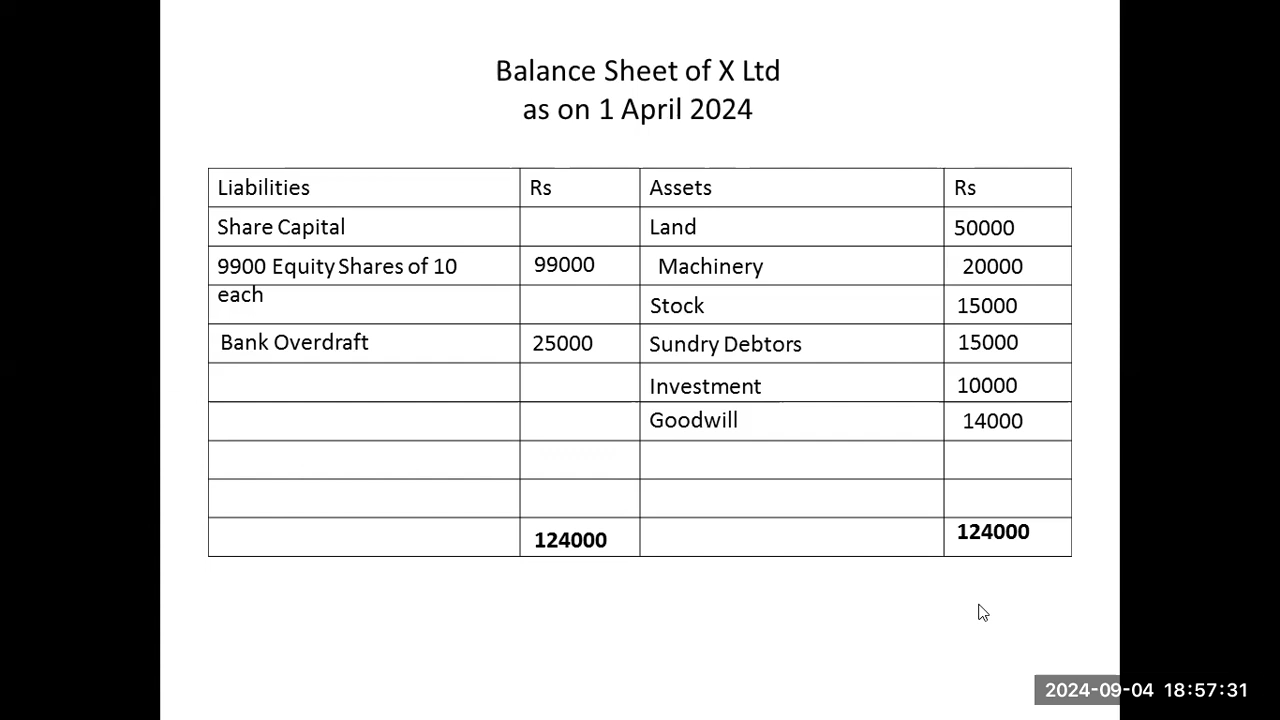 Balance Sheet of X Ltd
as on 1 April 2024
Liabilities Rs Assets Rs
Share Capital Land 50000
9900 Equity Shares of 10 99000 Machinery 20000
each Stock 15000
Bank Overdraft 25000 Sundry Debtors 15000
Investment 10000
Goodwill 14000
124000 124000
2024-09-04 18:57:31